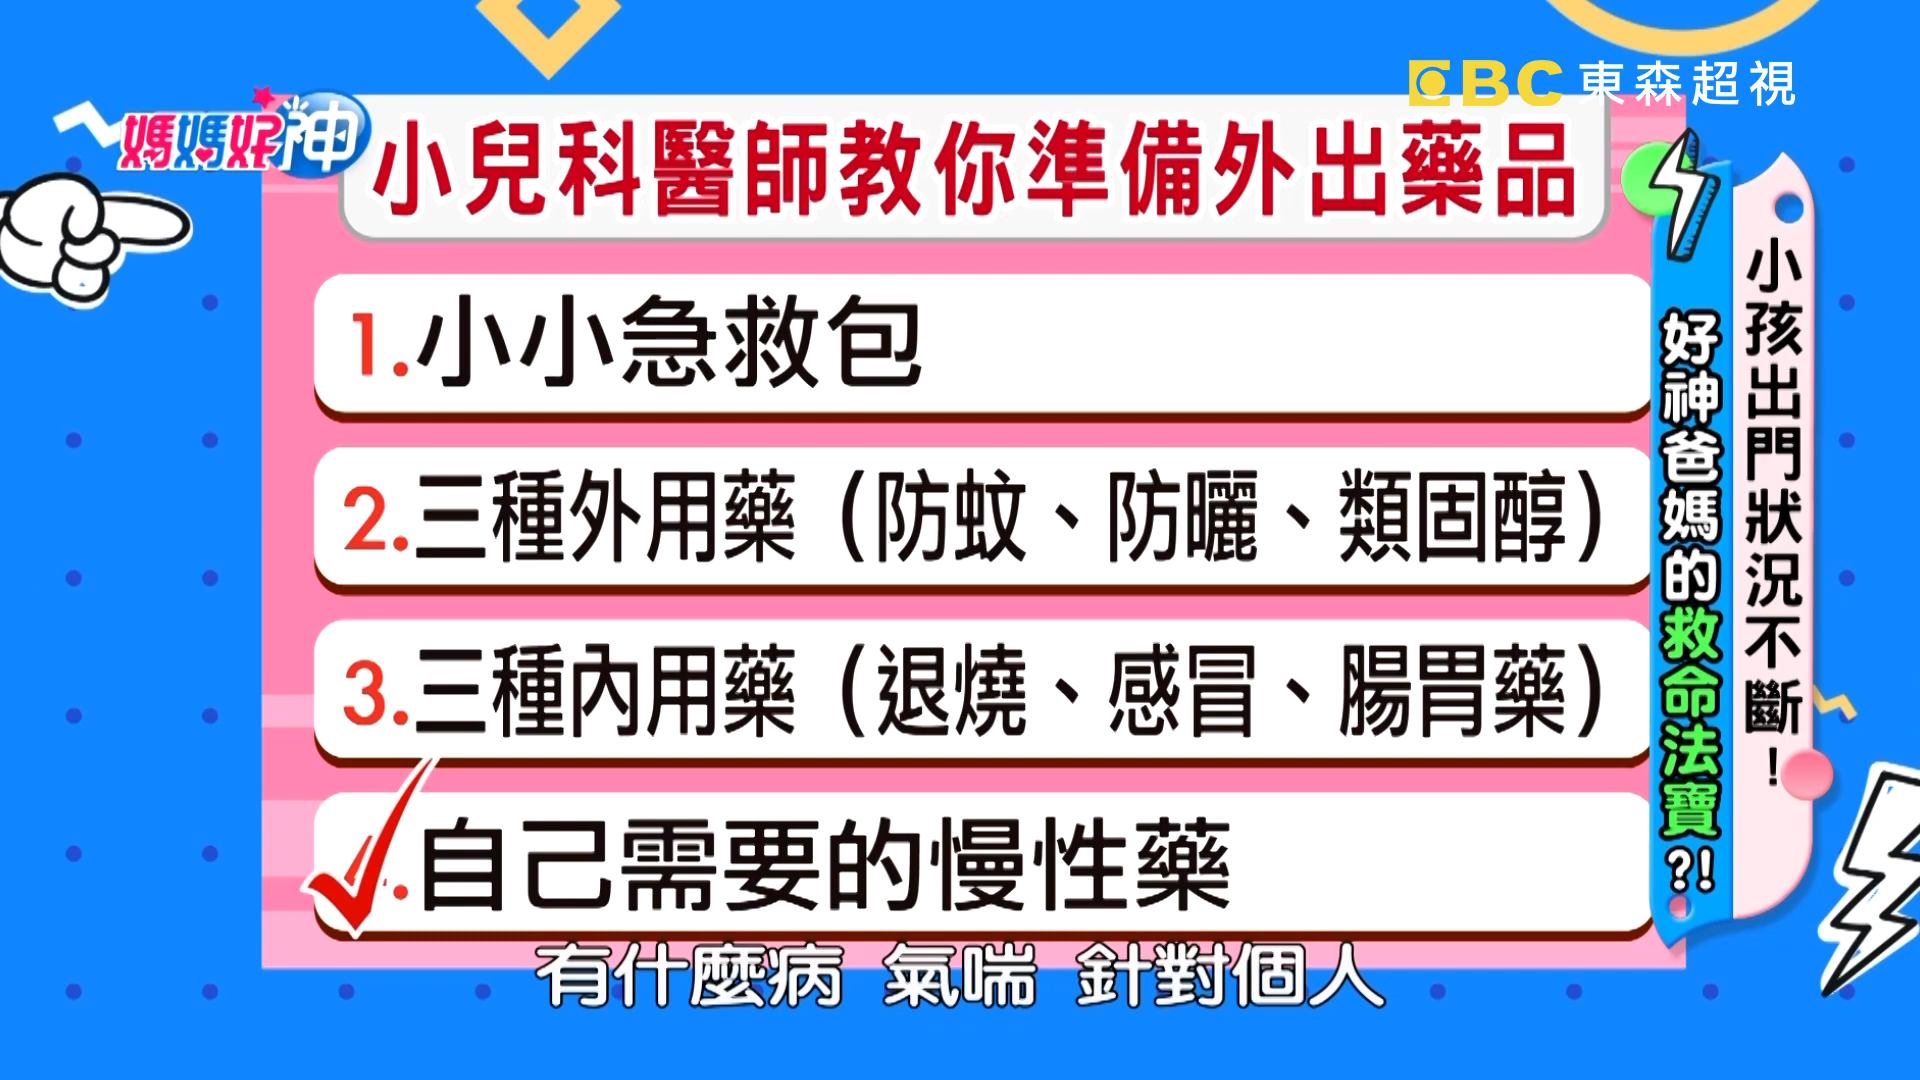 EBC 東森超視
媽媽好神
小兒科醫師教你準備外出藥品
1.小小急救包
2.三種外用藥（防蚊、防曬、類固醇）
3.三種內用藥（退燒、感冒、腸胃藥）
.自己需要的慢性藥
小孩出門狀況不斷！
好神爸媽的救命法寶?!
有什麼病 氣喘 針對個人